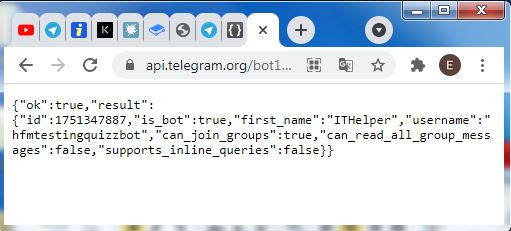 api.telegram.org/bot1...
E
{"ok":true,"result":
{"id":1751347887,"is_bot":true,"first_name":"ITHelper","username":"
hfmtestingquizzbot","can_join_groups":true,"can_read_all_group_mess
ages":false,"supports_inline_queries":false}}